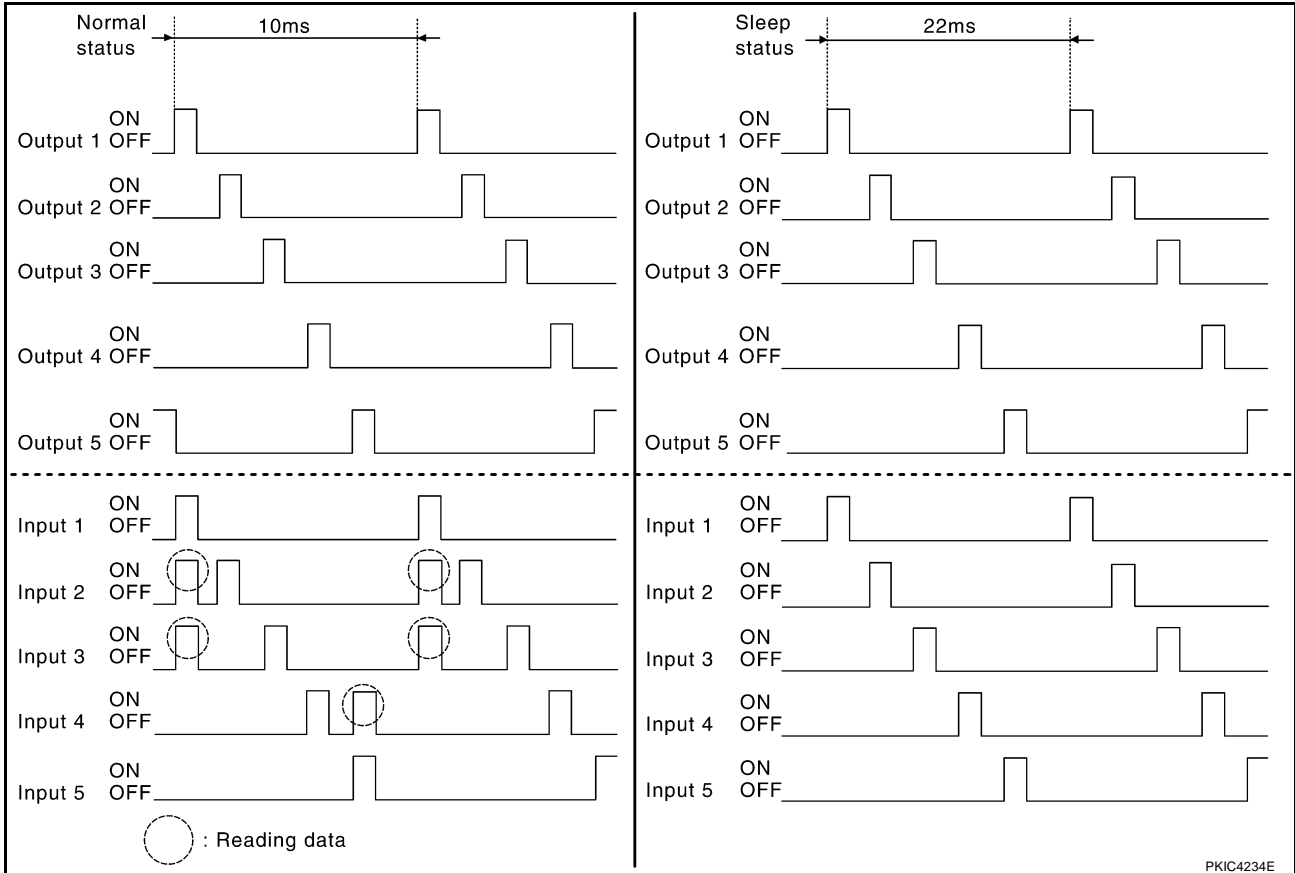 Normal
status
10ms
ON
Output 1 OFF
ON
Output 2 OFF
ON
Output 3 OFF
ON
Output 4 OFF
ON
Output 5 OFF
ON
Input 1 OFF
ON
Input 2 OFF
ON
Input 3 OFF
ON
Input 4 OFF
ON
Input 5 OFF
: Reading data
Sleep
status
22ms
ON
Output 1 OFF
ON
Output 2 OFF
ON
Output 3 OFF
ON
Output 4 OFF
ON
Output 5 OFF
ON
Input 1 OFF
ON
Input 2 OFF
ON
Input 3 OFF
ON
Input 4 OFF
ON
Input 5 OFF
PKIC4234E